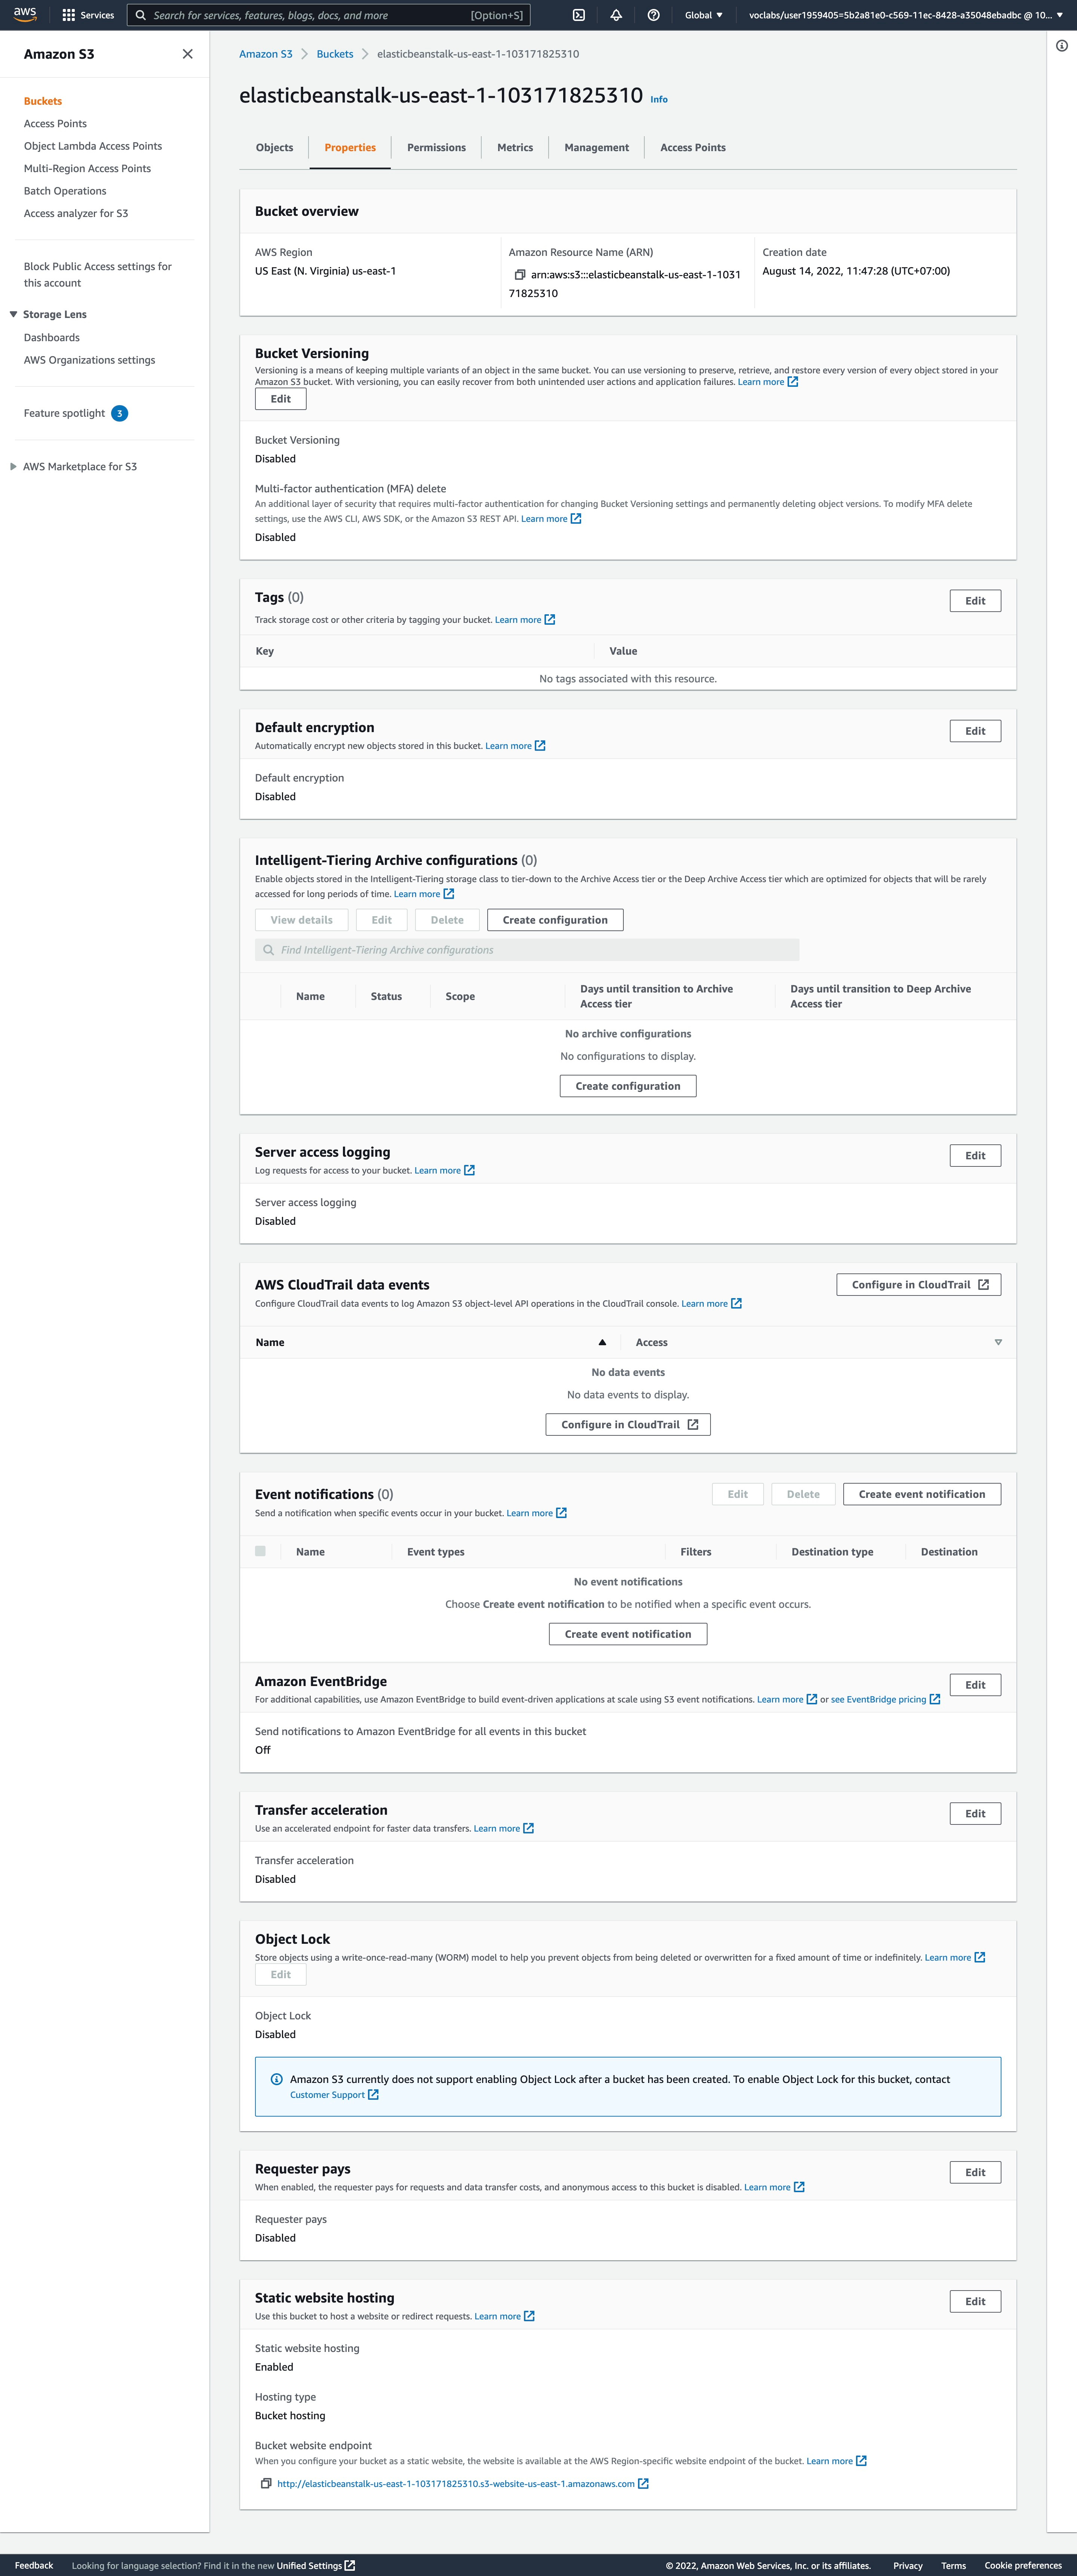 aws
Services
Search for services, features, blogs, docs, and more
[Option+S]
Global
voclabs/user1959405=5b2a81e0-c569-11ec-8428-a35048ebadbc @ 10...
Amazon S3
Buckets
Access Points
Object Lambda Access Points
Multi-Region Access Points
Batch Operations
Access analyzer for S3
Block Public Access settings for
this account
Storage Lens
Dashboards
AWS Organizations settings
Feature spotlight 3
AWS Marketplace for S3
Amazon S3 Buckets elasticbeanstalk-us-east-1-103171825310
elasticbeanstalk-us-east-1-103171825310 Info
Objects Properties Permissions Metrics Management Access Points
Bucket overview
AWS Region
US East (N. Virginia) us-east-1
Amazon Resource Name (ARN)
arn:aws:s3:::elasticbeanstalk-us-east-1-1031
71825310
Creation date
August 14, 2022, 11:47:28 (UTC+07:00)
Bucket Versioning
Versioning is a means of keeping multiple variants of an object in the same bucket. You can use versioning to preserve, retrieve, and restore every version of every object stored in your
Amazon S3 bucket. With versioning, you can easily recover from both unintended user actions and application failures. Learn more
Edit
Bucket Versioning
Disabled
Multi-factor authentication (MFA) delete
An additional layer of security that requires multi-factor authentication for changing Bucket Versioning settings and permanently deleting object versions. To modify MFA delete
settings, use the AWS CLI, AWS SDK, or the Amazon S3 REST API. Learn more
Disabled
Tags (0)
Edit
Track storage cost or other criteria by tagging your bucket. Learn more
Key Value
No tags associated with this resource.
Default encryption
Edit
Automatically encrypt new objects stored in this bucket. Learn more
Default encryption
Disabled
Intelligent-Tiering Archive configurations (0)
Enable objects stored in the Intelligent-Tiering storage class to tier-down to the Archive Access tier or the Deep Archive Access tier which are optimized for objects that will be rarely
accessed for long periods of time. Learn more
View details Edit Delete Create configuration
Find Intelligent-Tiering Archive configurations
Name Status Scope
Days until transition to Archive
Access tier
Days until transition to Deep Archive
Access tier
No archive configurations
No configurations to display.
Create configuration
Server access logging
Edit
Log requests for access to your bucket. Learn more
Server access logging
Disabled
AWS CloudTrail data events
Configure in CloudTrail
Configure CloudTrail data events to log Amazon S3 object-level API operations in the CloudTrail console. Learn more
Name Access
No data events
No data events to display.
Configure in CloudTrail
Event notifications (0)
Edit Delete Create event notification
Send a notification when specific events occur in your bucket. Learn more
Name Event types Filters Destination type Destination
No event notifications
Choose Create event notification to be notified when a specific event occurs.
Create event notification
Amazon EventBridge
Edit
For additional capabilities, use Amazon EventBridge to build event-driven applications at scale using S3 event notifications. Learn more or see EventBridge pricing
Send notifications to Amazon EventBridge for all events in this bucket
Off
Transfer acceleration
Edit
Use an accelerated endpoint for faster data transfers. Learn more
Transfer acceleration
Disabled
Object Lock
Store objects using a write-once-read-many (WORM) model to help you prevent objects from being deleted or overwritten for a fixed amount of time or indefinitely. Learn more
Edit
Object Lock
Disabled
Amazon S3 currently does not support enabling Object Lock after a bucket has been created. To enable Object Lock for this bucket, contact
Customer Support
Requester pays
Edit
When enabled, the requester pays for requests and data transfer costs, and anonymous access to this bucket is disabled. Learn more
Requester pays
Disabled
Static website hosting
Edit
Use this bucket to host a website or redirect requests. Learn more
Static website hosting
Enabled
Hosting type
Bucket hosting
Bucket website endpoint
When you configure your bucket as a static website, the website is available at the AWS Region-specific website endpoint of the bucket. Learn more
http://elasticbeanstalk-us-east-1-103171825310.s3-website-us-east-1.amazonaws.com
Feedback Looking for language selection? Find it in the new Unified Settings
© 2022, Amazon Web Services, Inc. or its affiliates. Privacy Terms Cookie preferences